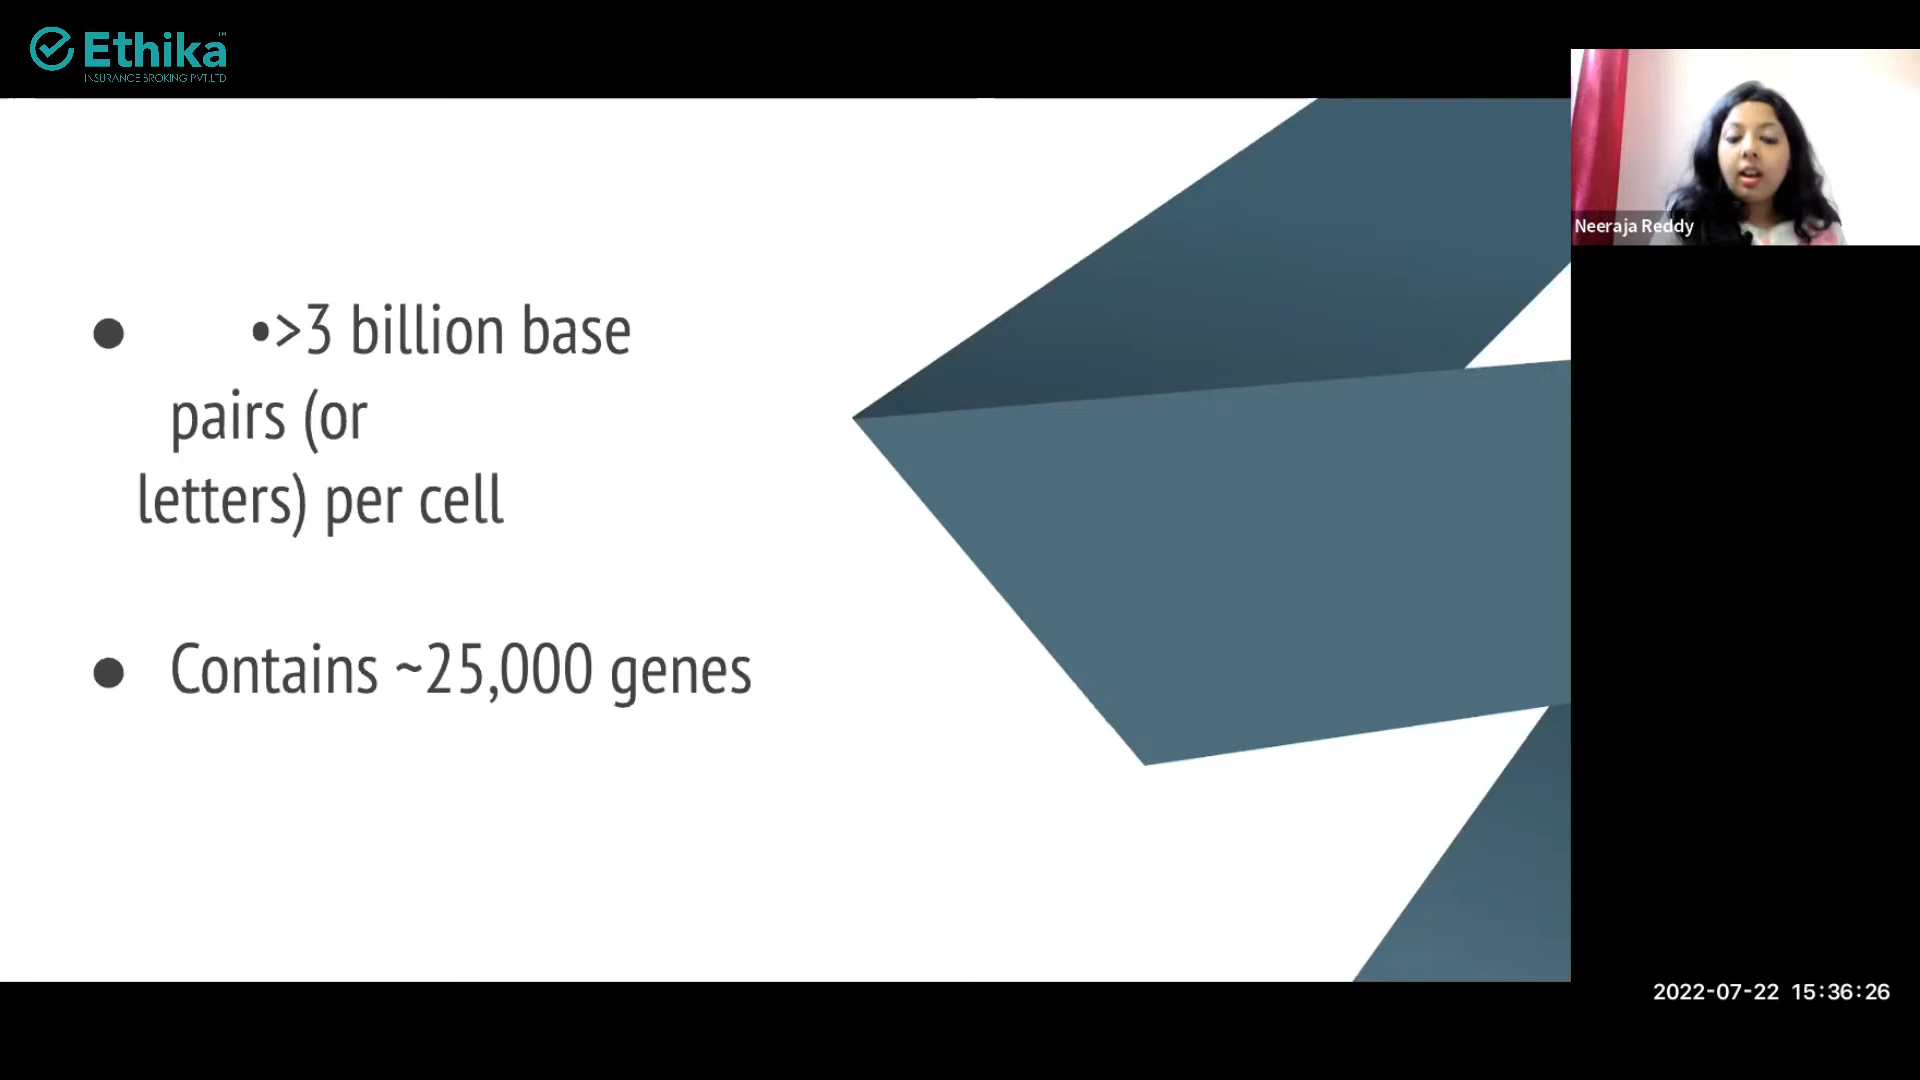 Ethika
TM
INSURANCE BROKING PVT.LTD
Neeraja Reddy
● •>3 billion base
pairs (or
letters) per cell
● Contains ~25,000 genes
2022-07-22 15:36:26